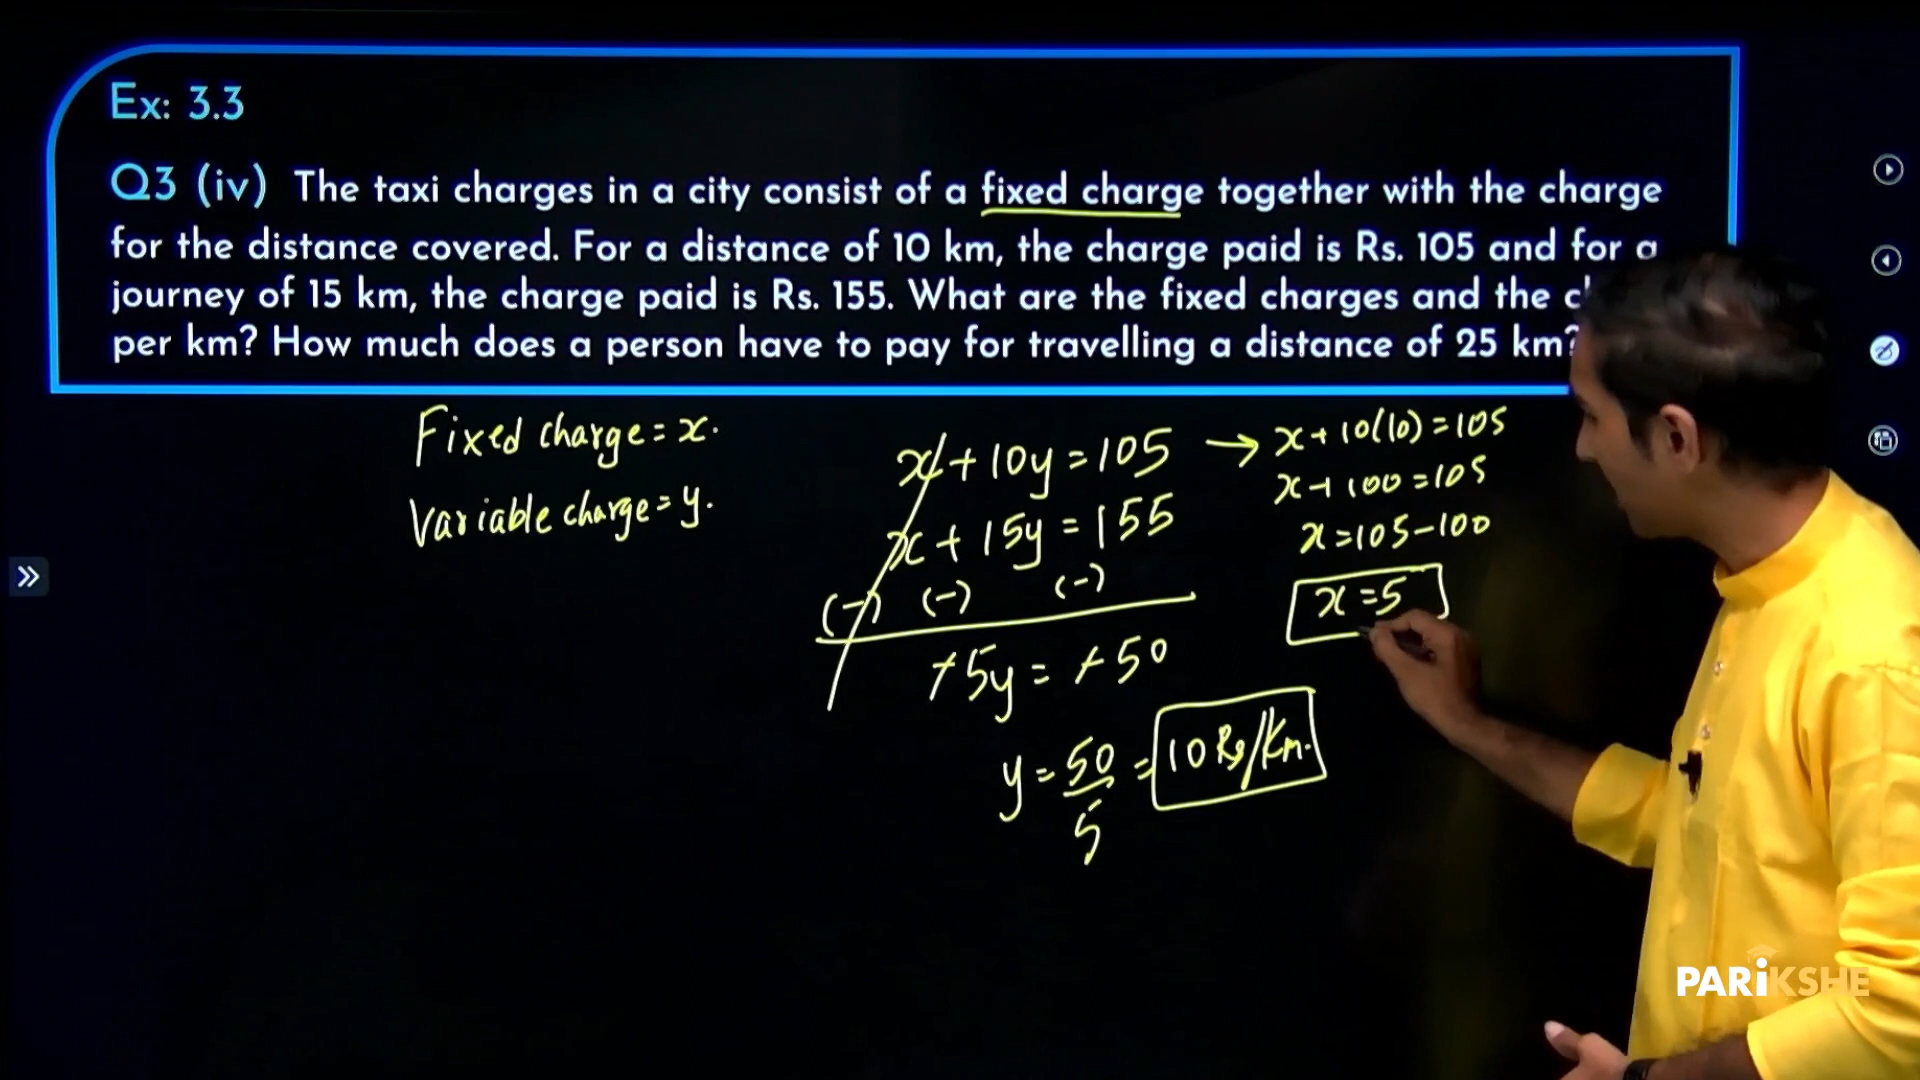 Ex: 3.3
Q3 (iv) The taxi charges in a city consist of a fixed charge together with the charge
for the distance covered. For a distance of 10 km, the charge paid is Rs. 105 and for a
journey of 15 km, the charge paid is Rs. 155. What are the fixed charges and the
per km? How much does a person have to pay for travelling a distance of 25 km?
Fixed charge = x.
Variable charge = y.
x + 10y = 105
x + 15y = 155
(-) (-) (-)
+5y = +50
y = 50/5 = 10 Rs/Km.
→ x + 10(10) = 105
x + 100 = 105
x = 105 - 100
x = 5
PARiKSHE